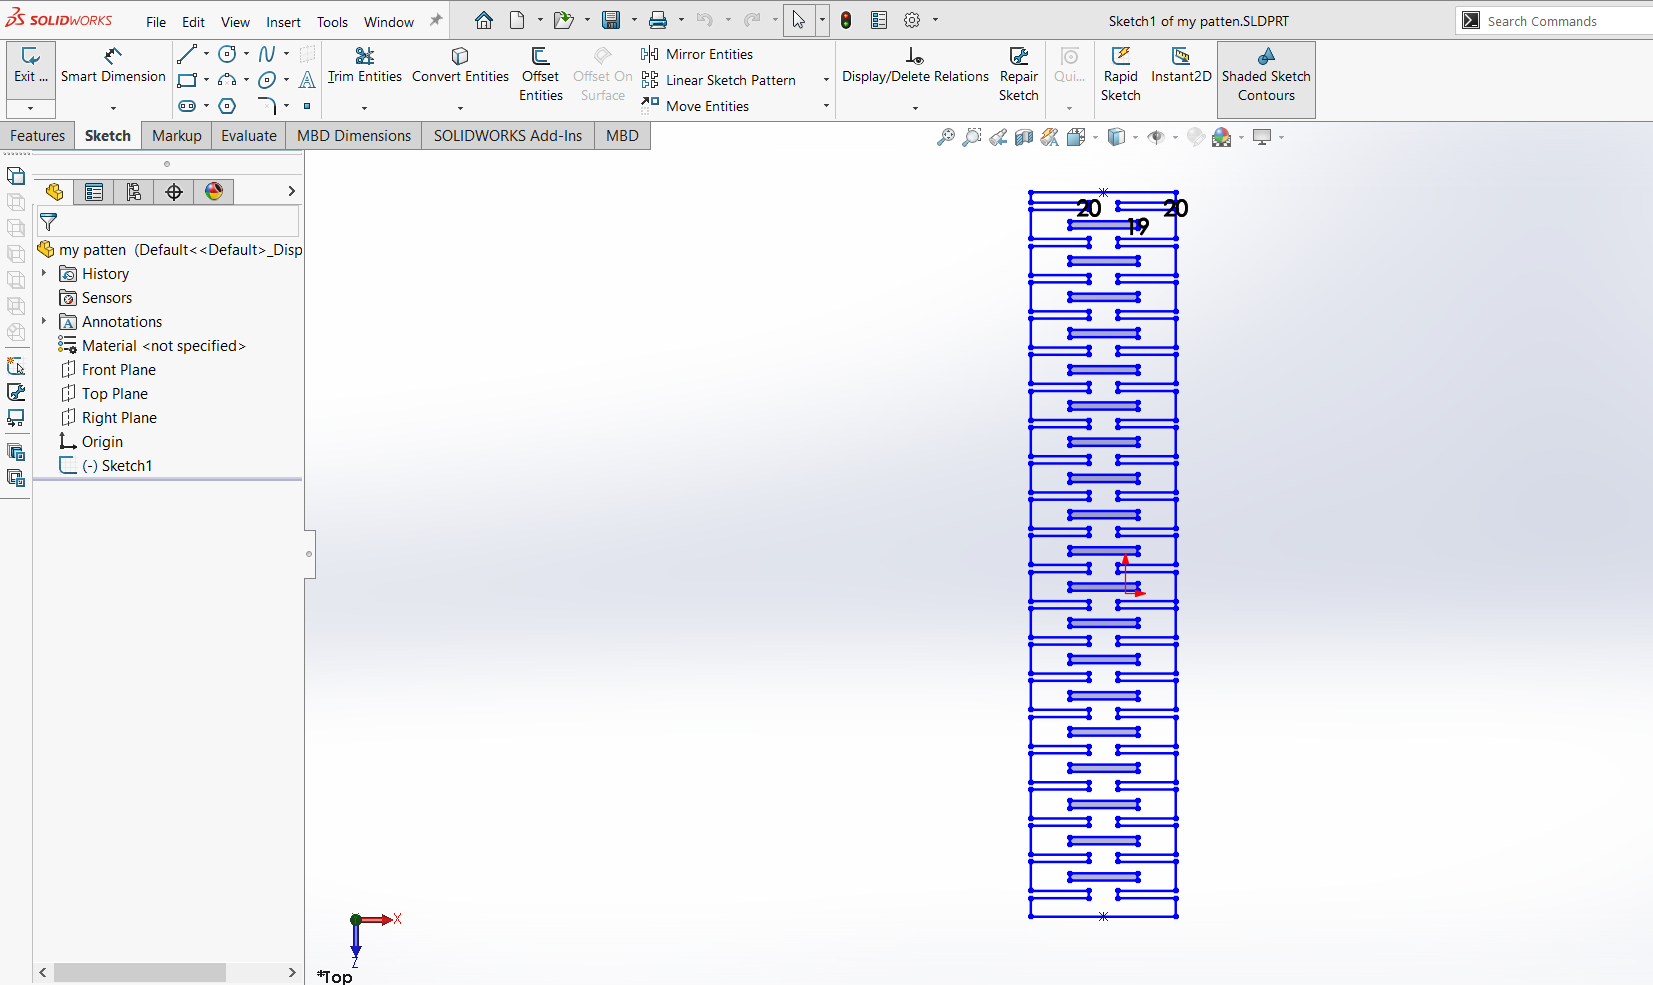 SOLIDWORKS File Edit View Insert Tools Window Sketch1 of my patten.SLDPRT Search Commands
Exit ... Smart Dimension Trim Entities Convert Entities Offset Entities Offset On Surface Mirror Entities Linear Sketch Pattern Move Entities Display/Delete Relations Repair Sketch Qui... Rapid Sketch Instant2D Shaded Sketch Contours
Features Sketch Markup Evaluate MBD Dimensions SOLIDWORKS Add-Ins MBD
my patten (Default<<Default>_Disp
History
Sensors
Annotations
Material <not specified>
Front Plane
Top Plane
Right Plane
Origin
(-) Sketch1
20 20
19
X
Z
*Top